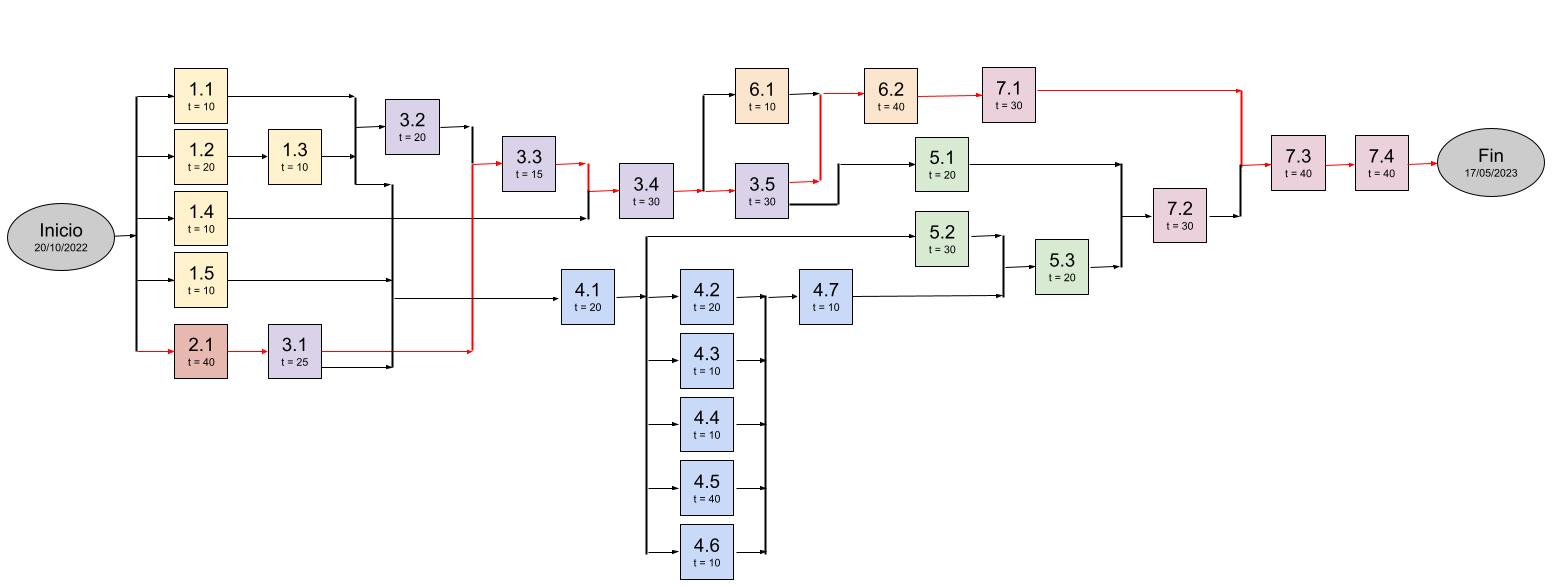 Inicio
20/10/2022
1.1
t = 10
1.2
t = 20
1.3
t = 10
1.4
t = 10
1.5
t = 10
2.1
t = 40
3.1
t = 25
3.2
t = 20
3.3
t = 15
3.4
t = 30
6.1
t = 10
3.5
t = 30
6.2
t = 40
7.1
t = 30
5.1
t = 20
5.2
t = 30
5.3
t = 20
4.1
t = 20
4.2
t = 20
4.3
t = 10
4.4
t = 10
4.5
t = 40
4.6
t = 10
4.7
t = 10
7.2
t = 30
7.3
t = 40
7.4
t = 40
Fin
17/05/2023